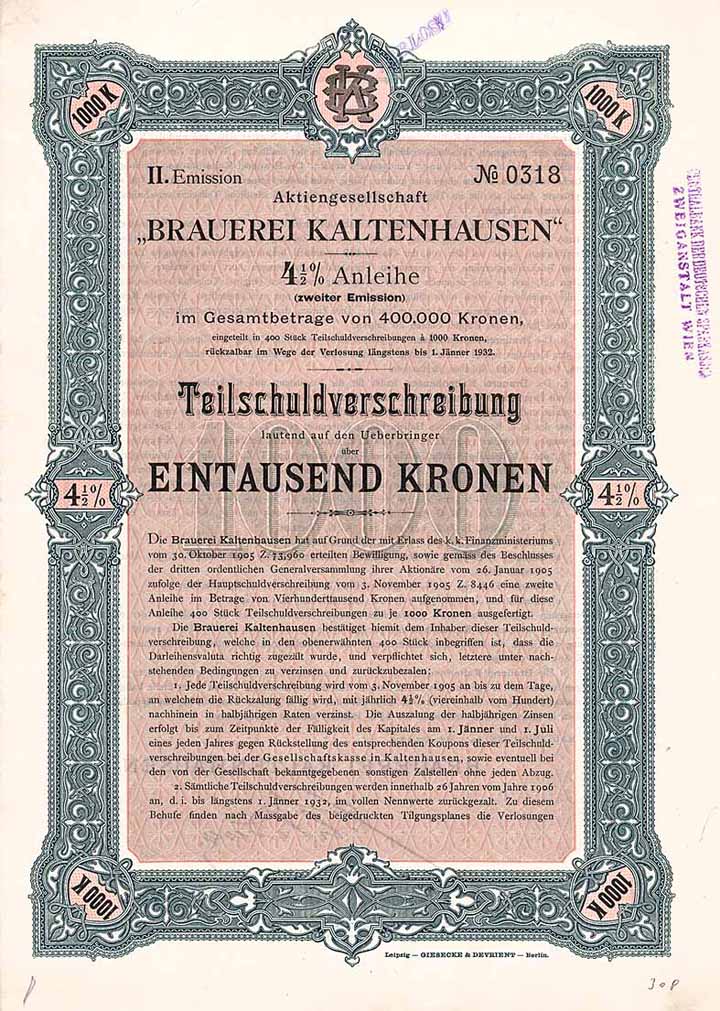 1000 K
BK
1000 K
II. Emission
№ 0318
Aktiengesellschaft
„BRAUEREI KALTENHAUSEN“
4½% Anleihe
(zweiter Emission)
im Gesamtbetrage von 400.000 Kronen,
eingeteilt in 400 Stück Teilschuldverschreibungen à 1000 Kronen,
rückzalbar im Wege der Verlosung längstens bis 1. Jänner 1932.
Teilschuldverschreibung
lautend auf den Ueberbringer
über
1000
EINTAUSEND KRONEN
4½%
4½%
Die Brauerei Kaltenhausen hat auf Grund der mit Erlass des k. k. Finanzministeriums
vom 30. Oktober 1905 Z. 73,960 erteilten Bewilligung, sowie gemäss des Beschlusses
der dritten ordentlichen Generalversammlung ihrer Aktionäre vom 26. Januar 1905
zufolge der Hauptschuldverschreibung vom 3. November 1905 Z. 8446 eine zweite
Anleihe im Betrage von Vierhunderttausend Kronen aufgenommen, und für diese
Anleihe 400 Stück Teilschuldverschreibungen zu je 1000 Kronen ausgefertigt.
Die Brauerei Kaltenhausen bestätiget hiemit dem Inhaber dieser Teilschuld-
verschreibung, welche in den obenerwähnten 400 Stück inbegriffen ist, dass die
Darleihensvaluta richtig zugezält wurde, und verpflichtet sich, letztere unter nach-
stehenden Bedingungen zu verzinsen und zurückzubezalen:
1. Jede Teilschuldverschreibung wird vom 3. November 1905 an bis zu dem Tage,
an welchem die Rückzalung fällig wird, mit jährlich 4½% (viereinhalb vom Hundert)
nachhinein in halbjährigen Raten verzinst. Die Auszalung der halbjährigen Zinsen
erfolgt bis zum Zeitpunkte der Fälligkeit des Kapitales am 1. Jänner und 1. Juli
eines jeden Jahres gegen Rückstellung des entsprechenden Koupons dieser Teilschuld-
verschreibungen bei der Gesellschaftskasse in Kaltenhausen, sowie eventuell bei
den von der Gesellschaft bekanntgegebenen sonstigen Zalstellen ohne jeden Abzug.
2. Sämtliche Teilschuldverschreibungen werden innerhalb 26 Jahren vom Jahre 1906
an, d. i. bis längstens 1. Jänner 1932, im vollen Nennwerte zurückgezalt. Zu diesem
Behufe finden nach Massgabe des beigedruckten Tilgungsplanes die Verlosungen
1000 K
1000 K
Leipzig — GIESECKE & DEVRIENT — Berlin.
ZWEIGANSTALT WIEN
30 P